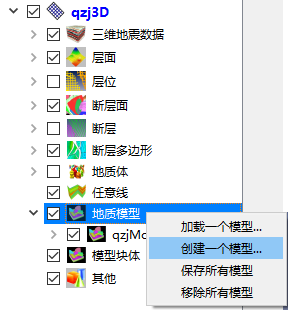 qzj3D
三维地震数据
层面
层位
断层面
断层
断层多边形
地质体
任意线
地质模型
加载一个模型...
qzjMc
创建一个模型...
模型块体
保存所有模型
其他
移除所有模型